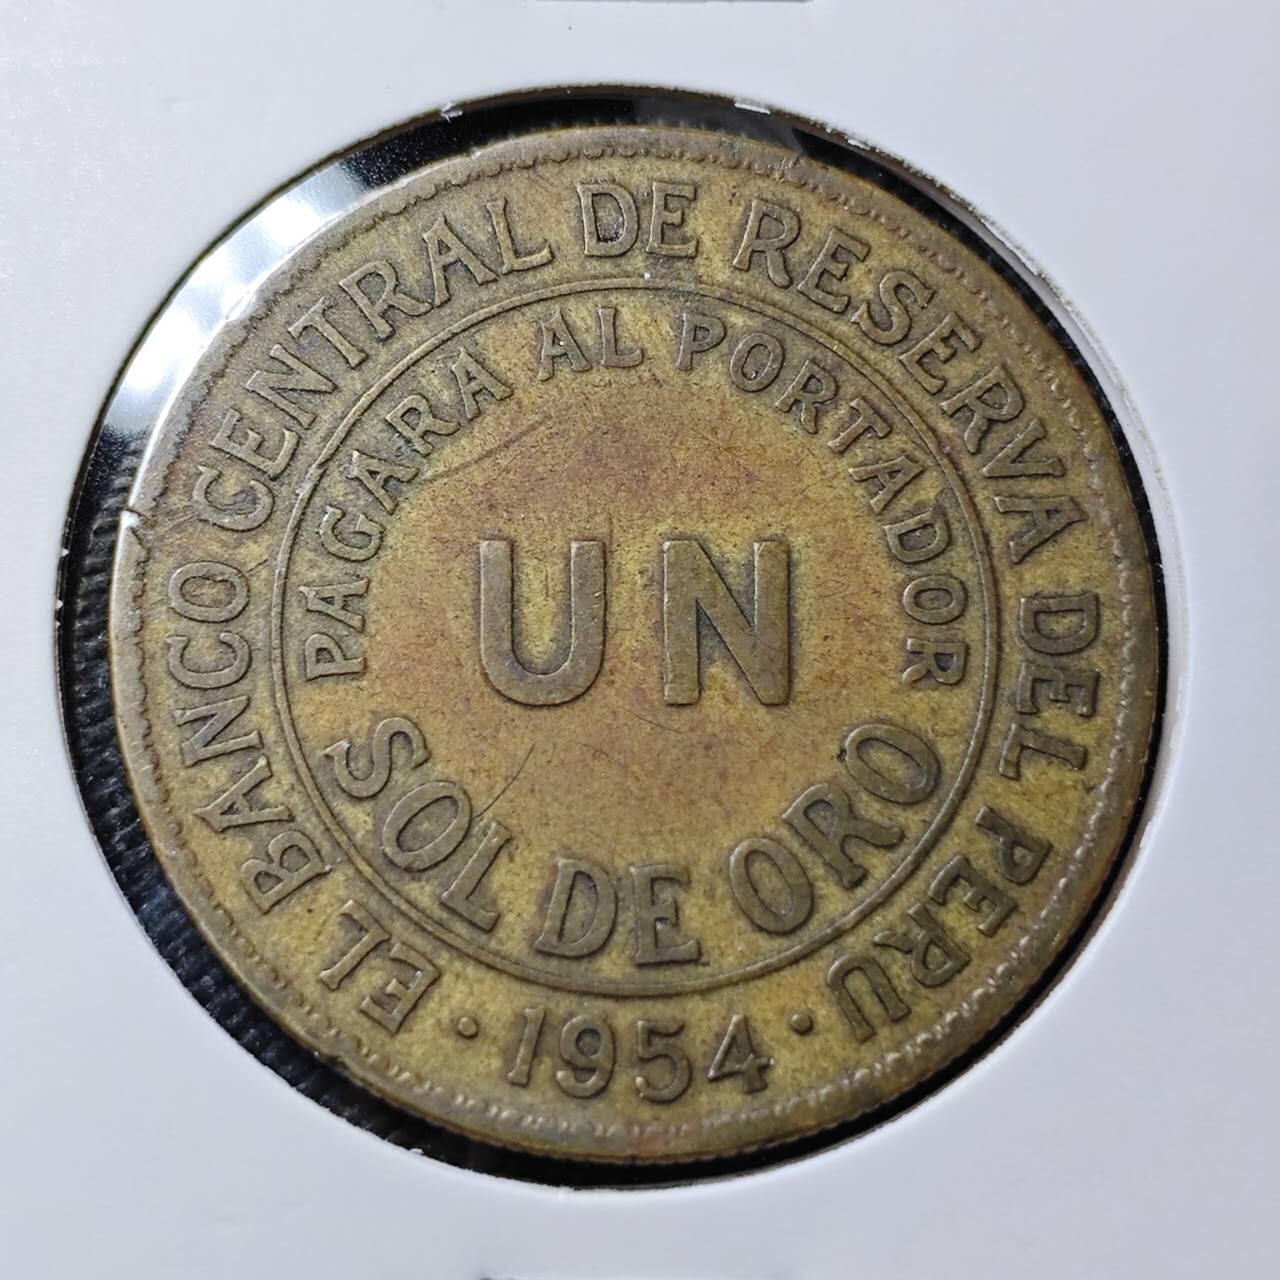 EL BANCO CENTRAL DE RESERVA DEL PERU
PAGARA AL PORTADOR
UN
SOL DE ORO
· 1954 ·